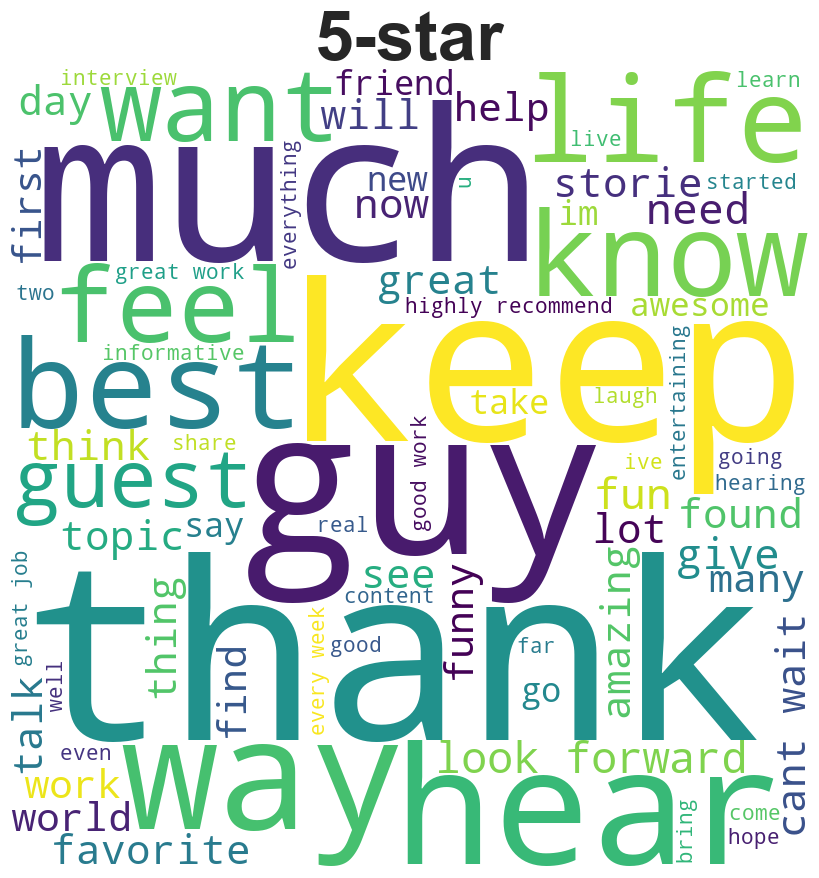 5-star
interview
day
want
friend
will
help
life
learn
live
first
much
everything
new
now
u
storie
started
im
need
know
great work
two
feel
great
highly recommend
awesome
informative
best
keep
entertaining
take
laugh
think
share
guest
guy
good work
ive
going
hearing
fun
found
topic
say
real
lot
great job
thank
thing
see
content
funny
give
many
amazing
well
talk
find
every week
good
far
go
cant wait
even
way
look forward
work
world
hear
favorite
bring
come
hope